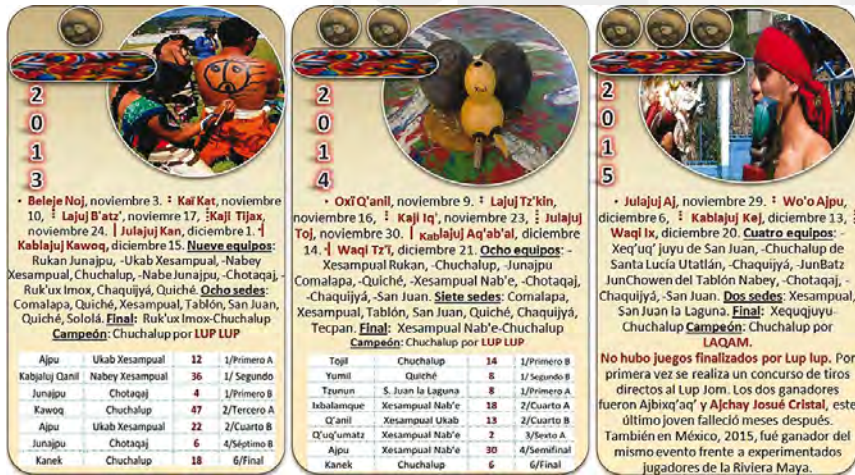 2
0
1
3
• Beleje Noj, noviembre 3. : Kaí Kat, noviembre
10, ⋮ Lajuj B'atz', noviemre 17, ⋮Kaji Tijax,
noviembre 24. | Julajuj Kan, diciembre 1. ·|
Kablajuj Kawoq, diciembre 15. Nueve equipos:
Rukan Junajpu, -Ukab Xesampual, -Nabey
Xesampual, Chuchalup, -Nabe Junajpu, -Chotaqaj, -
Ruk'ux Imox, Chaquijyá, Quiché. Ocho sedes:
Comalapa, Quiché, Xesampual, Tablón, San Juan,
Quiché, Sololá. Final: Ruk'ux Imox-Chuchalup
Campeón: Chuchalup por LUP LUP
Ajpu Ukab Xesampual 12 1/Primero A
Kabjaluj Qanil Nabey Xesampual 36 1/ Segundo
Junajpu Chotaqaj 4 1/Primero B
Kawoq Chuchalup 47 2/Tercero A
Ajpu Ukab Xesampual 22 2/Cuarto B
Junajpu Chotaqaj 6 4/Séptimo B
Kanek Chuchalup 18 6/Final
2
0
1
4
• Oxi̋ Q'anil, noviembre 9. : Lajuj Tz'kin,
noviembre 16, ⋮ Kaji Iq', noviembre 23, ⋮ Julajuj
Toj, noviembre 30. | Kablajuj Aq'ab'al, diciembre
14. ·| Waqi Tz'ï, diciembre 21. Ocho equipos: -
Xesampual Rukan, -Chuchalup, -Junajpu
Comalapa, -Quiché, -Xesampual Nab'e, -Chotaqaj,
-Chaquijyá, -San Juan. Siete sedes: Comalapa,
Xesampual, Tablón, San Juan, Quiché, Chaquijyá,
Tecpan. Final: Xesampual Nab'e-Chuchalup
Campeón: Chuchalup por LUP LUP
Tojil Chuchalup 14 1/Primero B
Yumil Quiché 8 1/ Segundo B
Tzunun S. Juan la Laguna 8 1/Primero A
Ixbalamque Xesampual Nab'e 18 2/Cuarto A
Q'anil Xesampual Ukab 13 2/Cuarto B
Q'uq'umatz Xesampual Nab'e 2 3/Sexto A
Ajpu Xesampual Nab'e 30 4/Semifinal
Kanek Chuchalup 6 6/Final
2
0
1
5
• Julajuj Aj, noviembre 29. : Wo'o Ajpu,
diciembre 6, ⋮ Kablajuj Kej, diciembre 13, ⋮
Waqi Ix, diciembre 20. Cuatro equipos: -
Xeq'uq' juyu de San Juan, -Chuchalup de
Santa Lucía Utatlán, -Chaquijyá, -JunBatz
JunChowen del Tablón Nabey, -Chotaqaj, -
Chaquijyá, -San Juan. Dos sedes: Xesampual,
San Juan la Laguna. Final: Xequqjuyu-
Chuchalup Campeón: Chuchalup por
LAQAM.
No hubo juegos finalizados por Lup lup. Por
primera vez se realiza un concurso de tiros
directos al Lup Jom. Los dos ganadores
fueron Ajbixq'aq' y Ajchay Josué Cristal, este
último joven falleció meses después.
También en México, 2015, fué ganador del
mismo evento frente a experimentados
jugadores de la Riviera Maya.